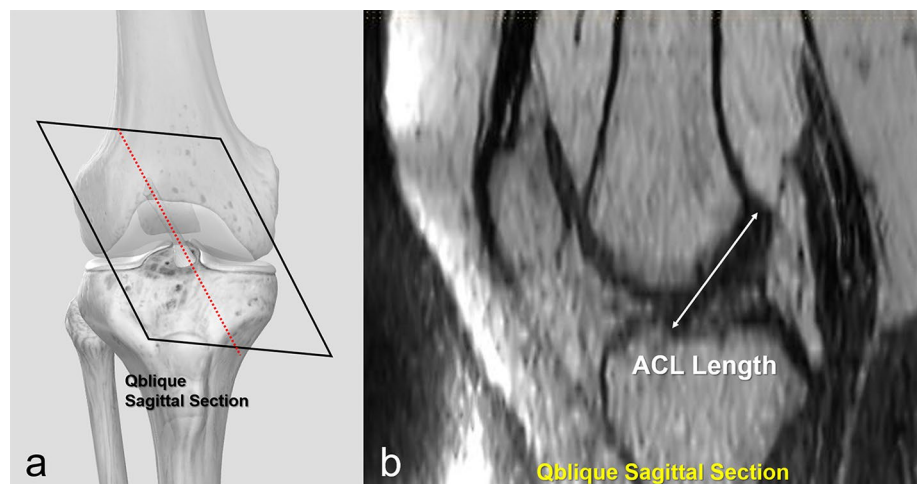 Qblique
Sagittal Section
a
ACL Length
b
Qblique Sagittal Section